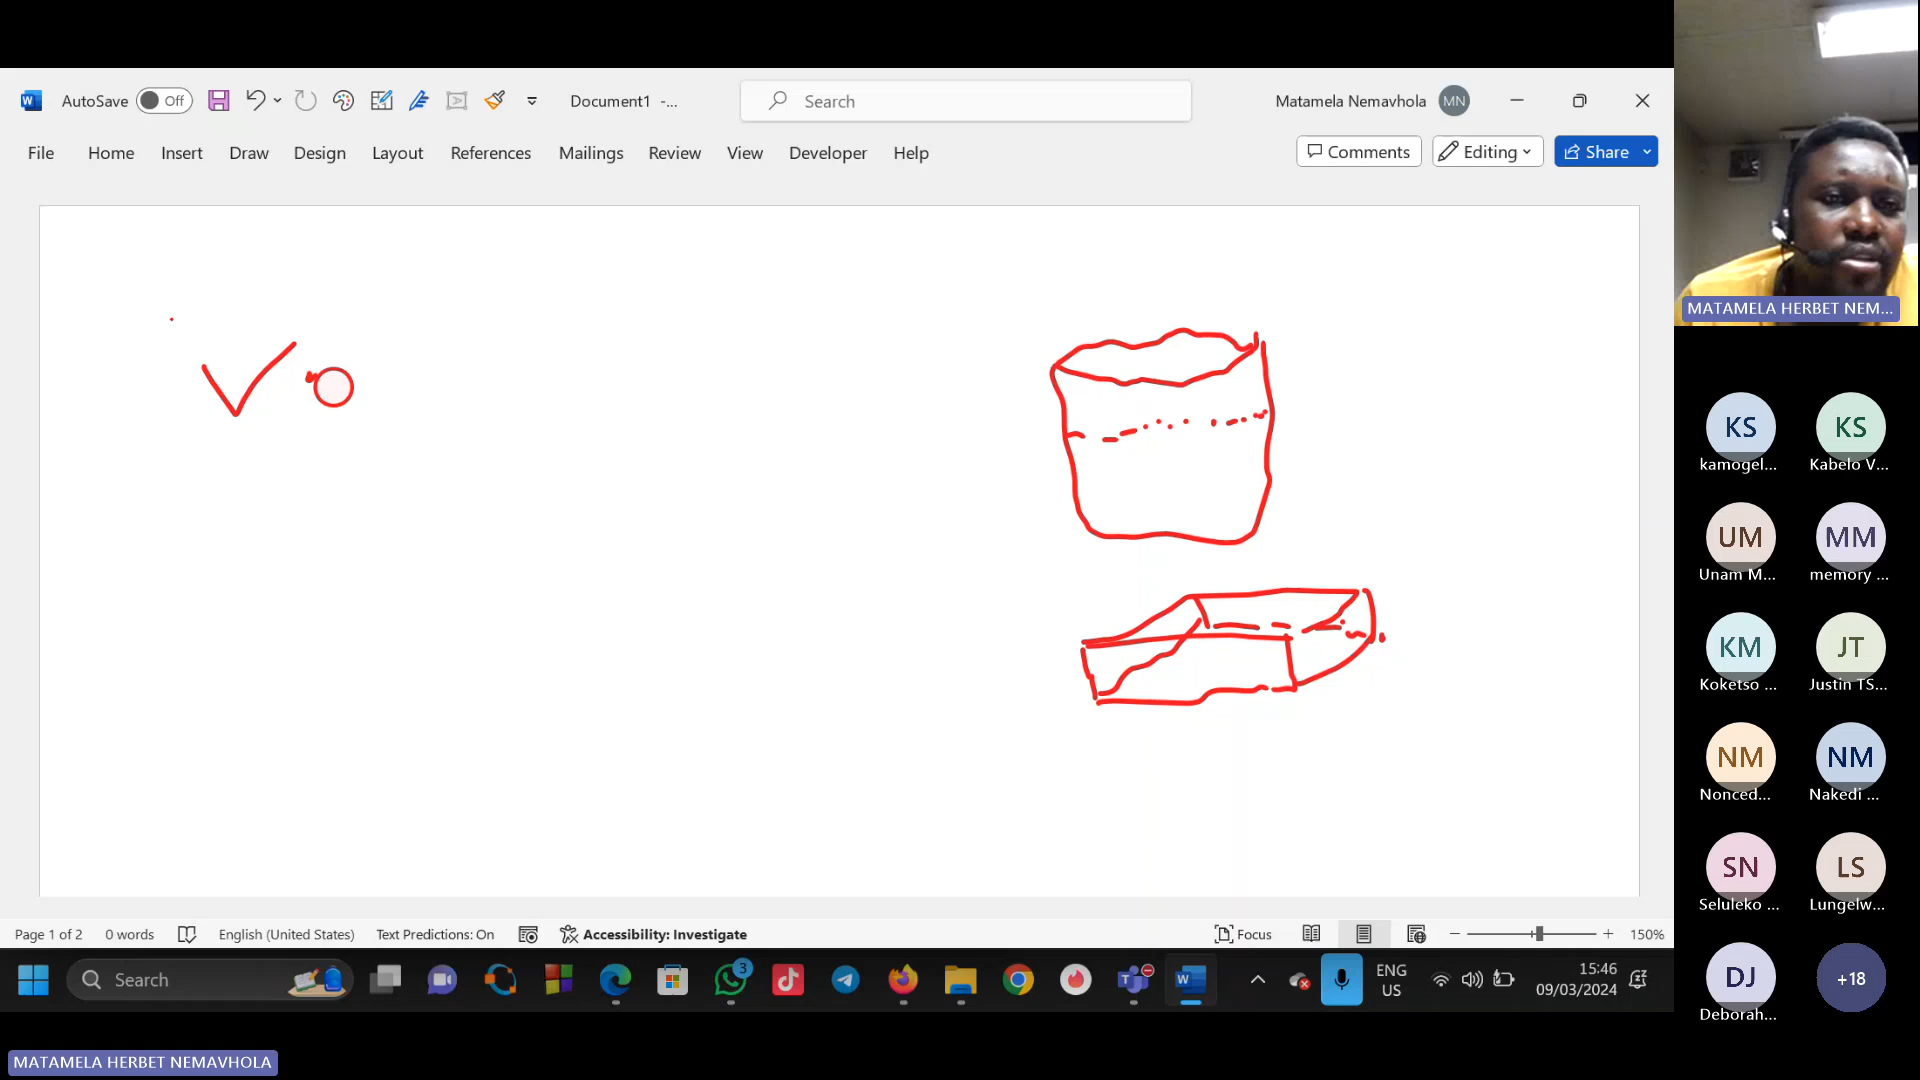 AutoSave Off Document1 -... Search Matamela Nemavhola MN
File Home Insert Draw Design Layout References Mailings Review View Developer Help Comments Editing Share
MATAMELA HERBET NEM...
V
KS KS
kamogel... Kabelo V...
UM MM
Unam M... memory ...
KM JT
Koketso ... Justin TS...
NM NM
Nonced... Nakedi ...
SN LS
Seluleko ... Lungelw...
DJ +18
Deborah...
Page 1 of 2 0 words English (United States) Text Predictions: On Accessibility: Investigate Focus 150%
Search 3 ENG US 15:46 09/03/2024
MATAMELA HERBET NEMAVHOLA